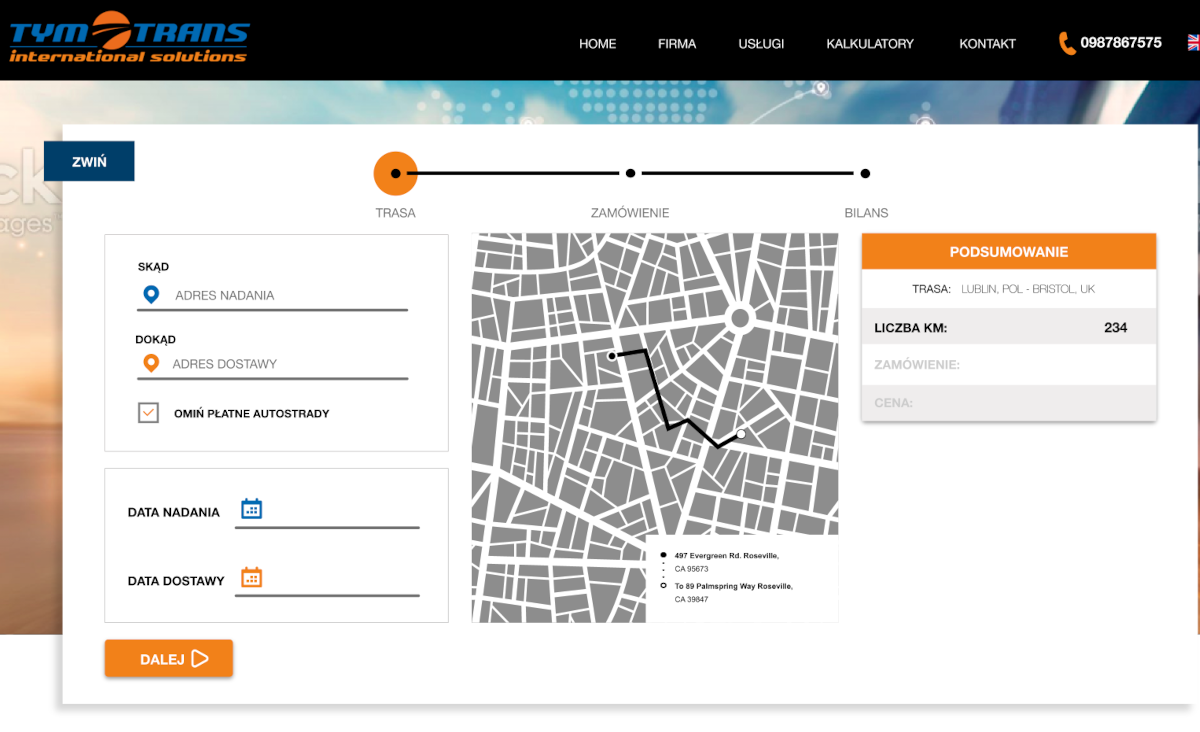 TYM TRANS
international solutions
HOME
FIRMA
USŁUGI
KALKULATORY
KONTAKT
0987867575
ck
ages
ZWIŃ
TRASA
ZAMÓWIENIE
BILANS
SKĄD
ADRES NADANIA
DOKĄD
ADRES DOSTAWY
OMIŃ PŁATNE AUTOSTRADY
DATA NADANIA
DATA DOSTAWY
DALEJ
497 Evergreen Rd. Roseville,
CA 95673
To 89 Palmspring Way Roseville,
CA 39847
PODSUMOWANIE
TRASA: LUBLIN, POL - BRISTOL, UK
LICZBA KM: 234
ZAMÓWIENIE:
CENA: